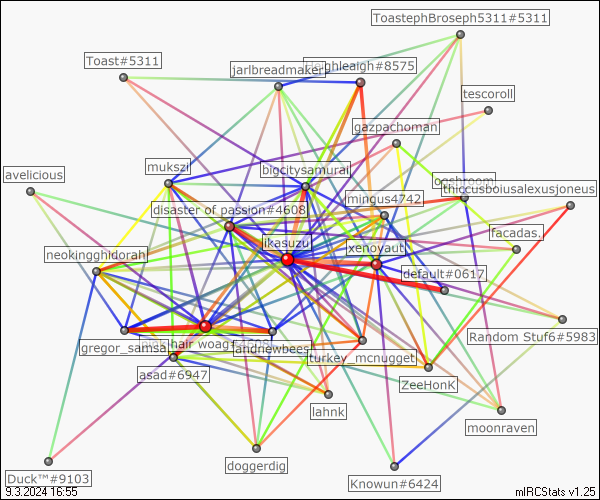 ToastephBroseph5311#5311
Toast#5311
jarlbreadmaker
leighleaigh#8575
tescoroll
gazpachoman
mukszi
bigcitysamurai
avelicious
thiccusboiusalexusjoneus
mingus4742
disaster of passion#4608
facadas.
likasuzu
xenoyaut
neokingghidorah
default#0617
Random Stuf6#5983
gregor_samsa
hair woag
andnewbees
turkey_mcnugget
asad#6947
ZeeHonK
lahnk
moonraven
doggerdig
Duck™#9103
Knowun#6424
9.3.2024 16:55
mIRCStats v1.25